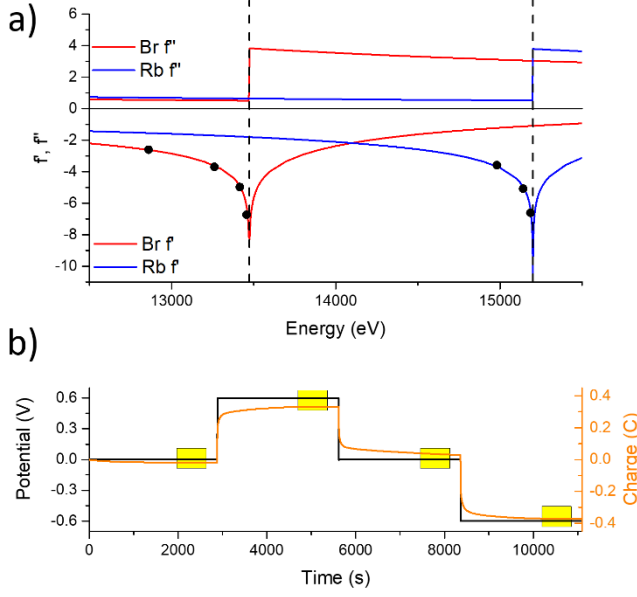 a)
6
4
2
0
-2
-4
-6
-8
-10
f', f''
Br f''
Rb f''
Br f'
Rb f'
13000 14000 15000
Energy (eV)
b)
0.6
0.3
0.0
-0.3
-0.6
Potential (V)
0.4
0.2
0.0
-0.2
-0.4
Charge (C)
0 2000 4000 6000 8000 10000
Time (s)